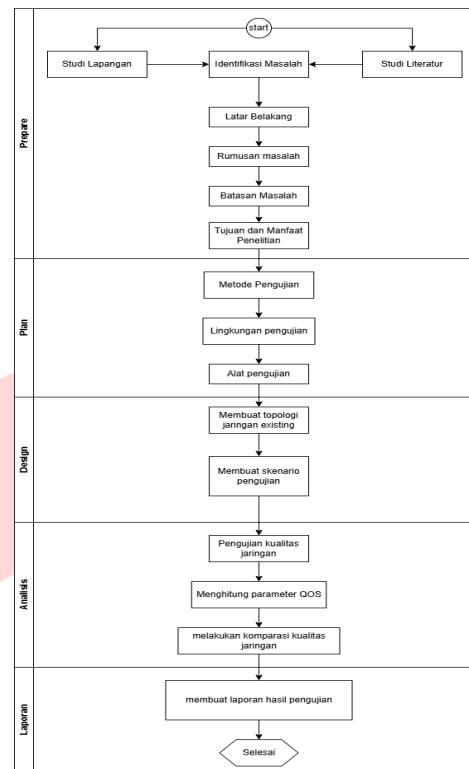 Prepare
start
Studi Lapangan
Identifikasi Masalah
Studi Literatur
Latar Belakang
Rumusan masalah
Batasan Masalah
Tujuan dan Manfaat
Penelitian
Plan
Metode Pengujian
Lingkungan pengujian
Alat pengujian
Design
Membuat topologi
jaringan existing
Membuat skenario
pengujian
Analisis
Pengujian kualitas
jaringan
Menghitung parameter QOS
melakukan komparasi kualitas
jaringan
Laporan
membuat laporan hasil pengujian
Selesai